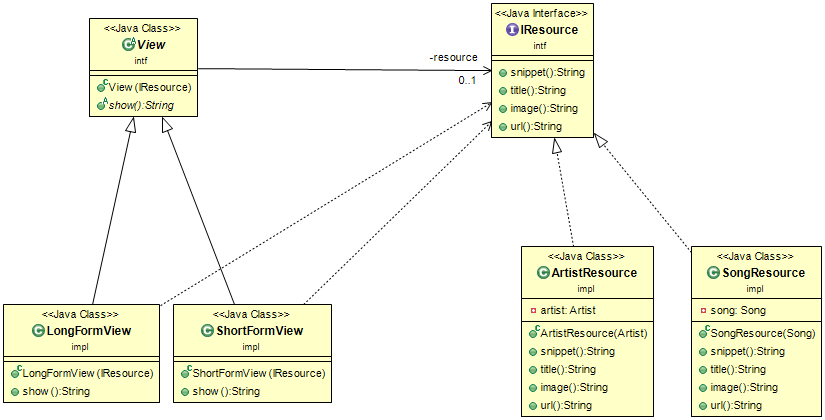 <<Java Class>>
View
intf
View (IResource)
show():String
-resource
0..1
<<Java Interface>>
IResource
intf
snippet():String
title():String
image():String
url():String
<<Java Class>>
LongFormView
impl
LongFormView (IResource)
show ():String
<<Java Class>>
ShortFormView
impl
ShortFormView (IResource)
show ():String
<<Java Class>>
ArtistResource
impl
artist: Artist
ArtistResource(Artist)
snippet():String
title():String
image():String
url():String
<<Java Class>>
SongResource
impl
song: Song
SongResource(Song)
snippet():String
title():String
image():String
url():String